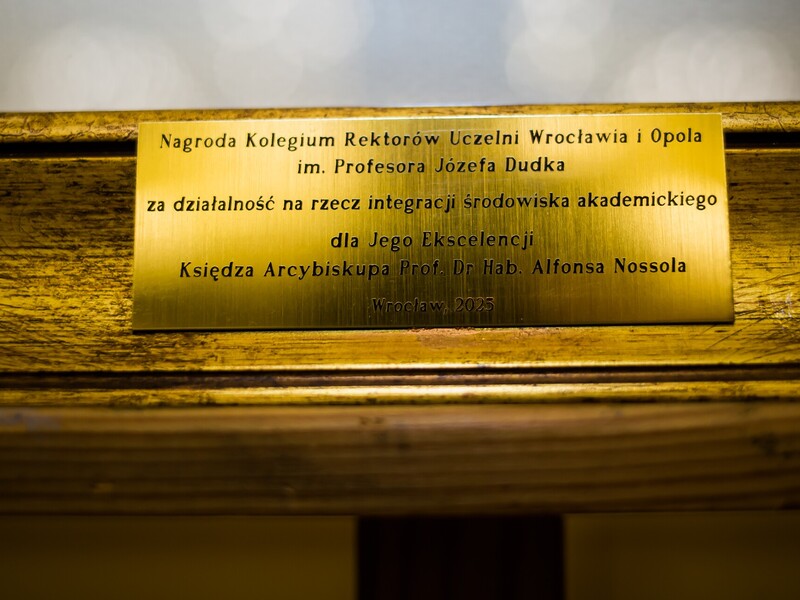 Nagroda Kolegium Rektorów Uczelni Wrocławia i Opola
im. Profesora Józefa Dudka
za działalność na rzecz integracji środowiska akademickiego
dla Jego Ekscelencji
Księdza Arcybiskupa Prof. Dr Hab. Alfonsa Nossola
Wrocław, 2025